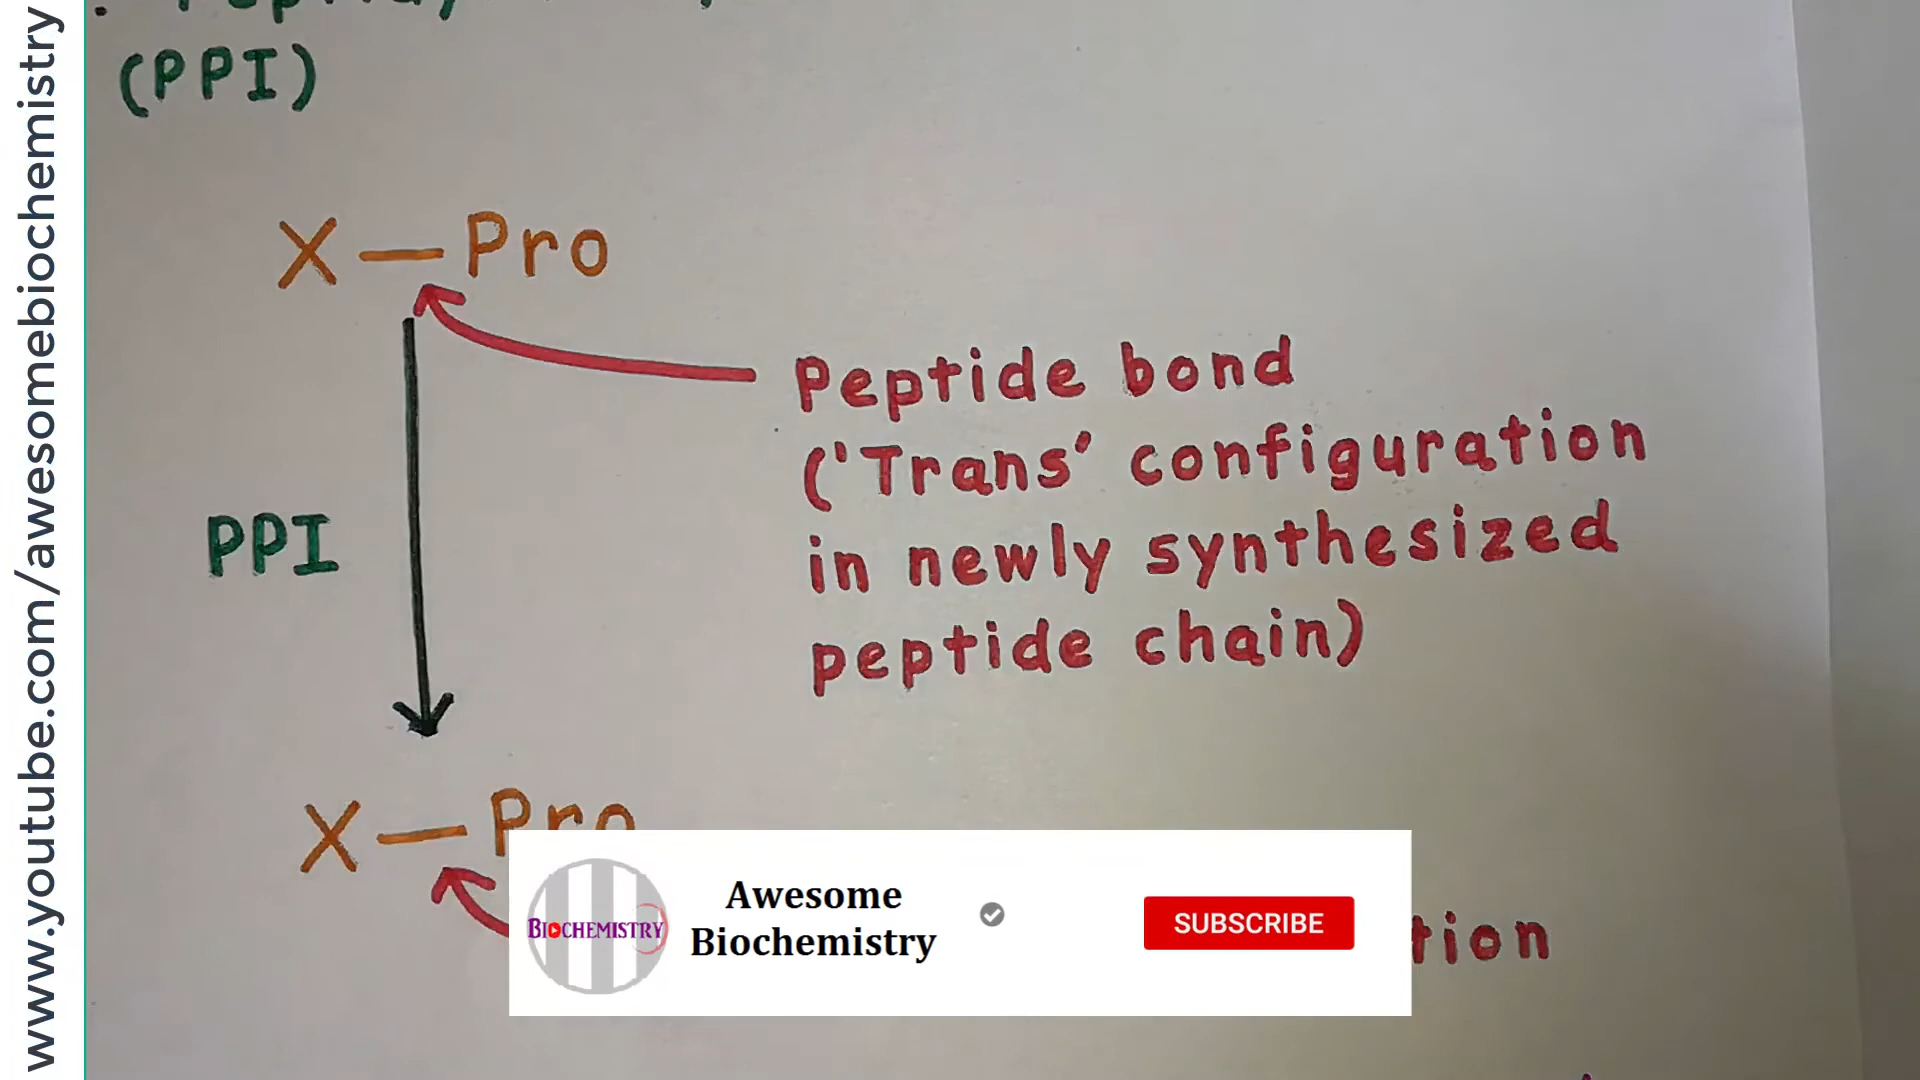 (PPI)
X — Pro
Peptide bond
('Trans' configuration
in newly synthesized
peptide chain)
PPI
X — Pro
Awesome
Biochemistry
BIOCHEMISTRY
SUBSCRIBE
www.youtube.com/awesomebiochemistry